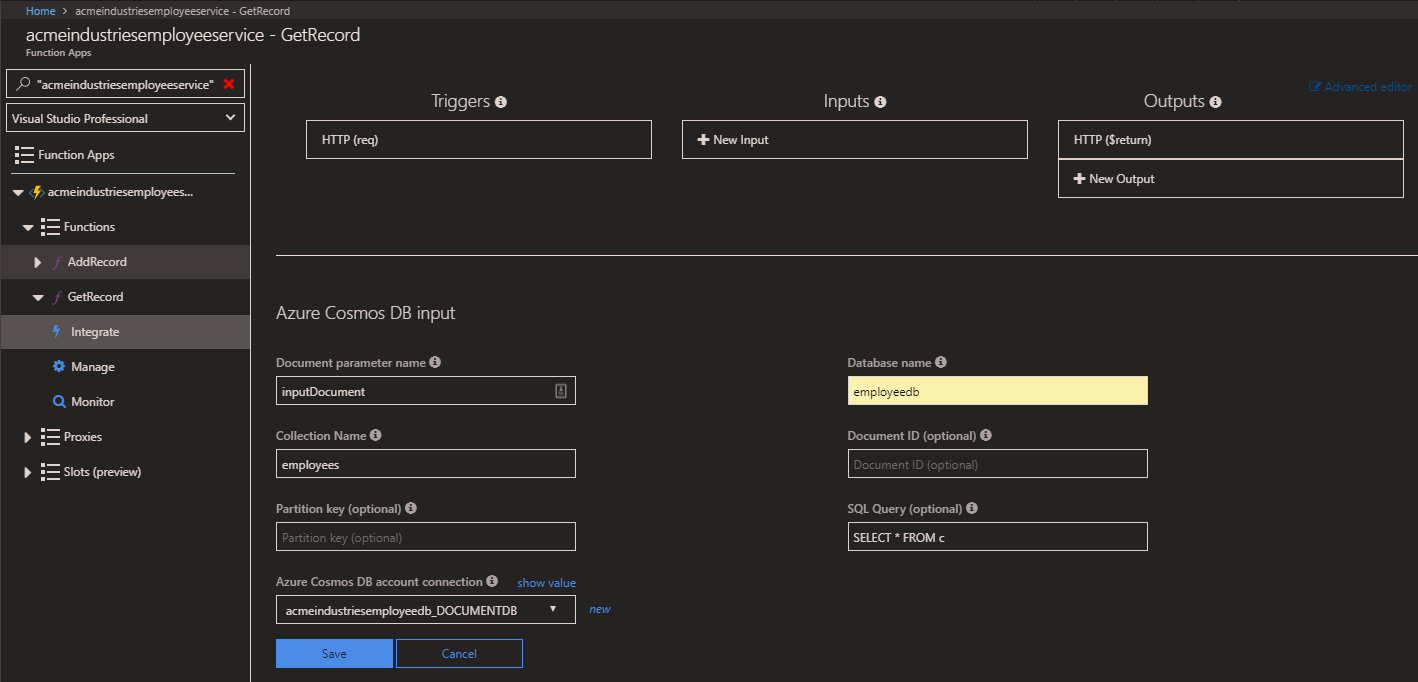 Home > acmeindustriesemployeeservice - GetRecord
acmeindustriesemployeeservice - GetRecord
Function Apps
"acmeindustriesemployeeservice"
Visual Studio Professional
Function Apps
acmeindustriesemployees...
Functions
AddRecord
GetRecord
Integrate
Manage
Monitor
Proxies
Slots (preview)
Advanced editor
Triggers
HTTP (req)
Inputs
New Input
Outputs
HTTP ($return)
New Output
Azure Cosmos DB input
Document parameter name
inputDocument
Database name
employeedb
Collection Name
employees
Document ID (optional)
Document ID (optional)
Partition key (optional)
Partition key (optional)
SQL Query (optional)
SELECT * FROM c
Azure Cosmos DB account connection show value
acmeindustriesemployeedb_DOCUMENTDB new
Save Cancel